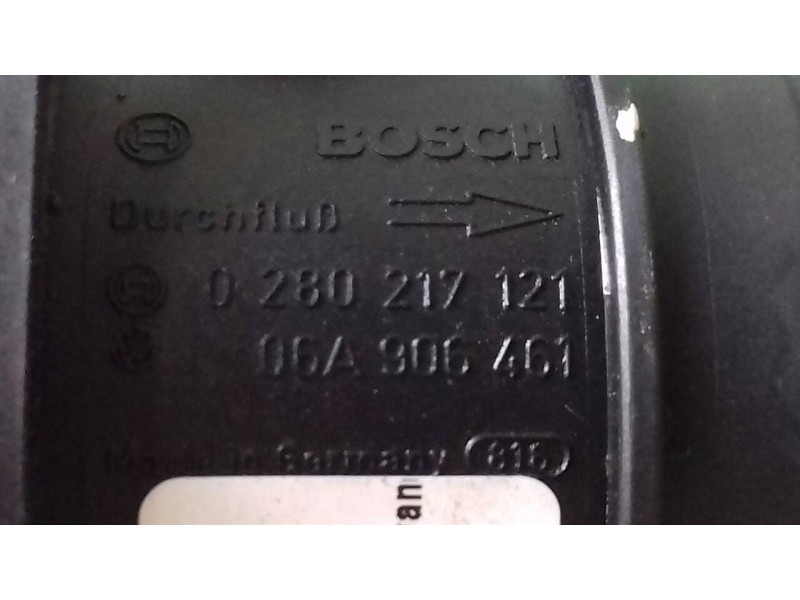 BOSCH
Durchfluß
0 280 217 121
06A 906 461
Made in Germany 816